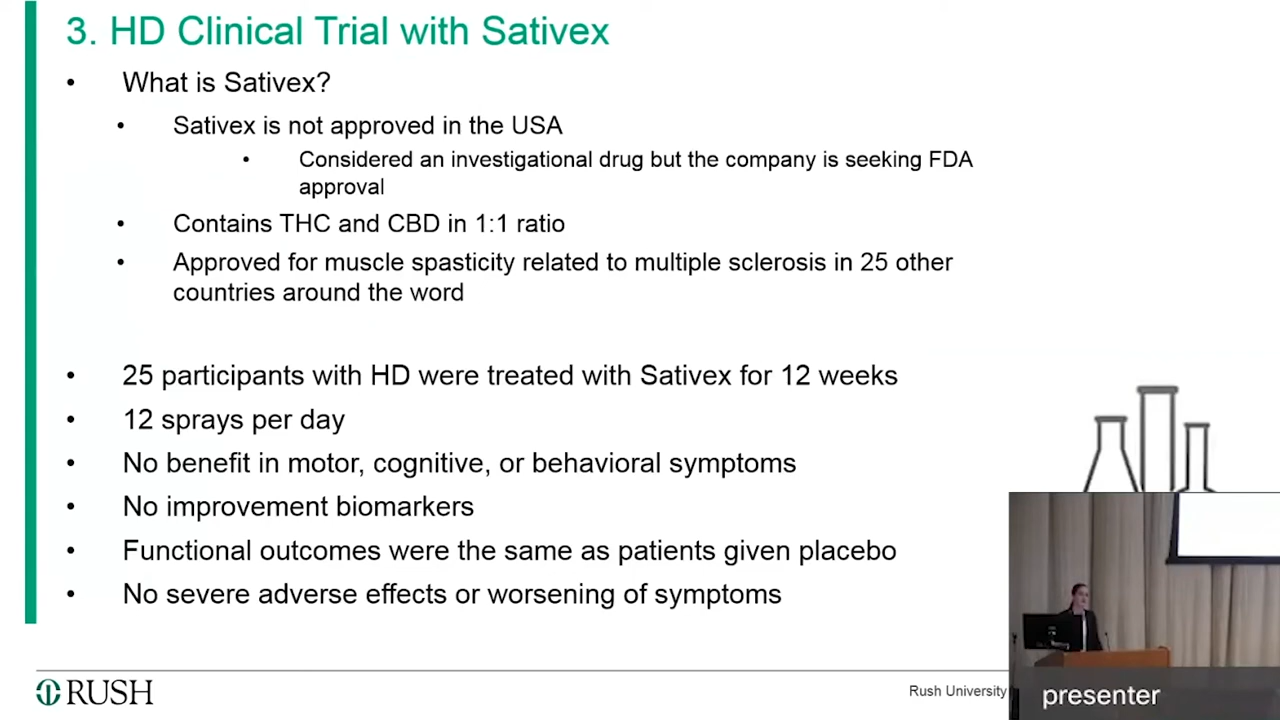 3. HD Clinical Trial with Sativex
• What is Sativex?
• Sativex is not approved in the USA
• Considered an investigational drug but the company is seeking FDA
approval
• Contains THC and CBD in 1:1 ratio
• Approved for muscle spasticity related to multiple sclerosis in 25 other
countries around the word
• 25 participants with HD were treated with Sativex for 12 weeks
• 12 sprays per day
• No benefit in motor, cognitive, or behavioral symptoms
• No improvement biomarkers
• Functional outcomes were the same as patients given placebo
• No severe adverse effects or worsening of symptoms
RUSH
Rush University
presenter